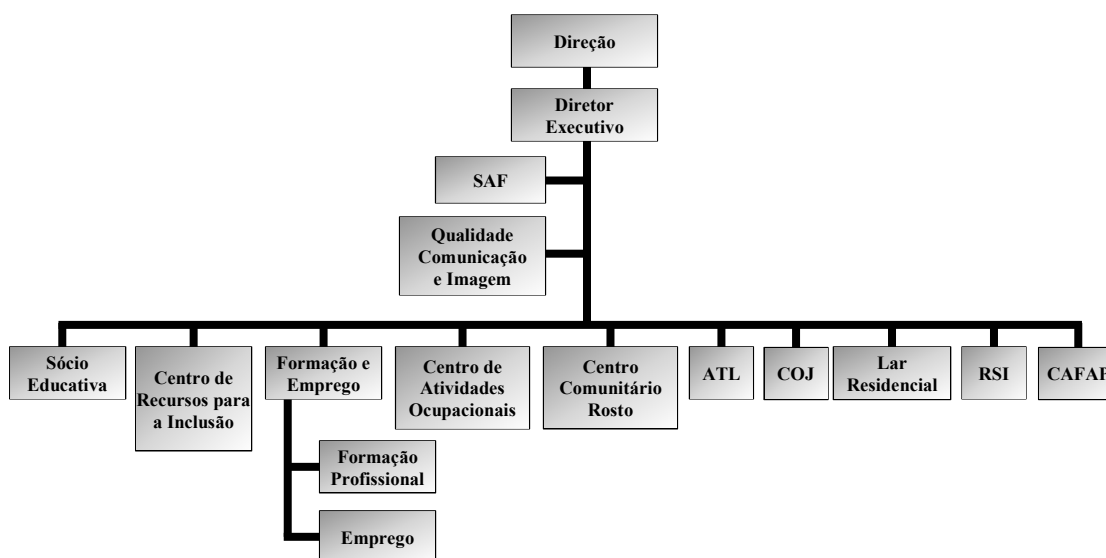 Direção
Diretor
Executivo
SAF
Qualidade
Comunicação
e Imagem
Sócio
Educativa
Centro de
Recursos para
a Inclusão
Formação e
Emprego
Centro de
Atividades
Ocupacionais
Centro
Comunitário
Rosto
ATL
COJ
Lar
Residencial
RSI
CAFAP
Formação
Profissional
Emprego